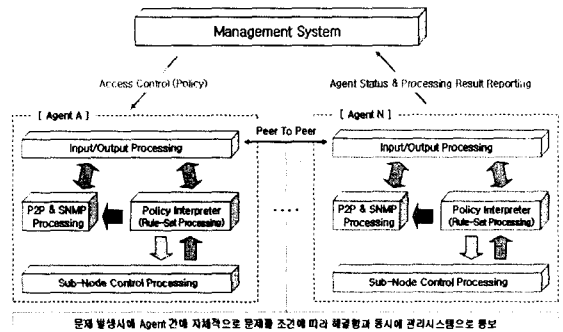 Management System
Access Control (Policy)
Agent Status & Processing Result Reporting
[ Agent A ]
[ Agent N ]
Peer To Peer
Input/Output Processing
Input/Output Processing
P2P & SNMP
Processing
Policy Interpreter
(Rule-Set Processing)
P2P & SNMP
Processing
Policy Interpreter
(Rule-Set Processing)
Sub-Node Control Processing
Sub-Node Control Processing
문제 발생시에 Agent 간에 자체적으로 문제를 조건에 따라 해결함과 동시에 관리시스템으로 통보